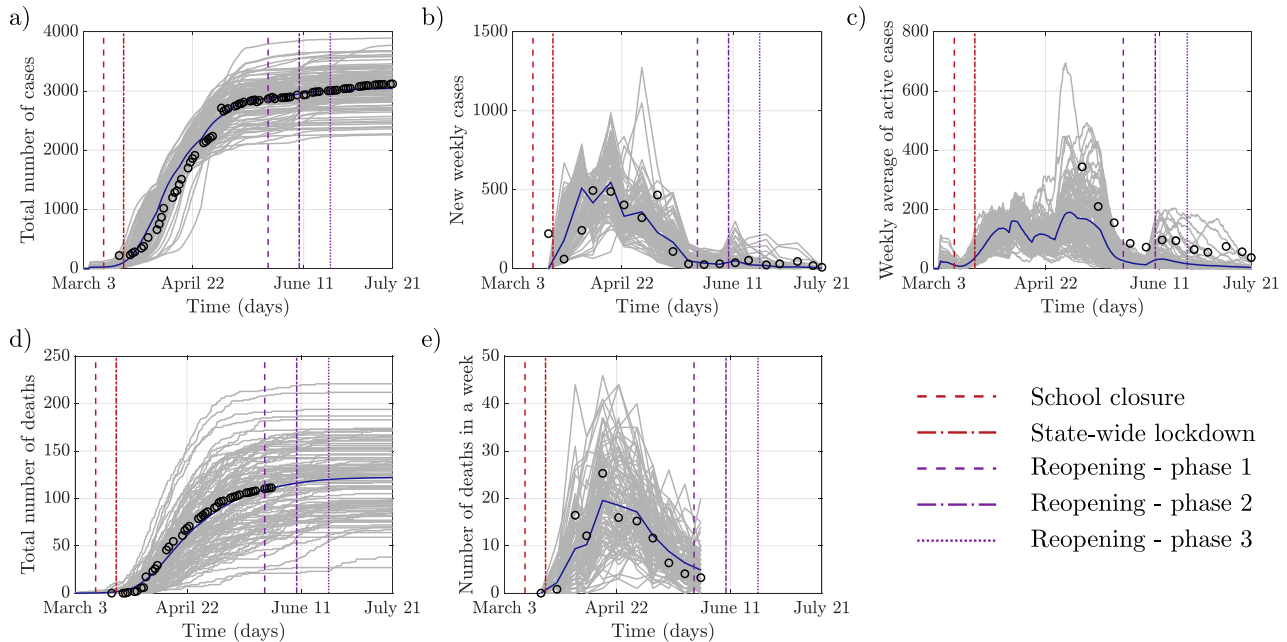 a)
4000
3000
2000
1000
0
Total number of cases
March 3
April 22
June 11
July 21
Time (days)
b)
1500
1000
500
0
New weekly cases
March 3
April 22
June 11
July 21
Time (days)
c)
800
600
400
200
0
Weekly average of active cases
March 3
April 22
June 11
July 21
Time (days)
d)
250
200
150
100
50
0
Total number of deaths
March 3
April 22
June 11
July 21
Time (days)
e)
50
40
30
20
10
0
Number of deaths in a week
March 3
April 22
June 11
July 21
Time (days)
School closure
State-wide lockdown
Reopening - phase 1
Reopening - phase 2
Reopening - phase 3